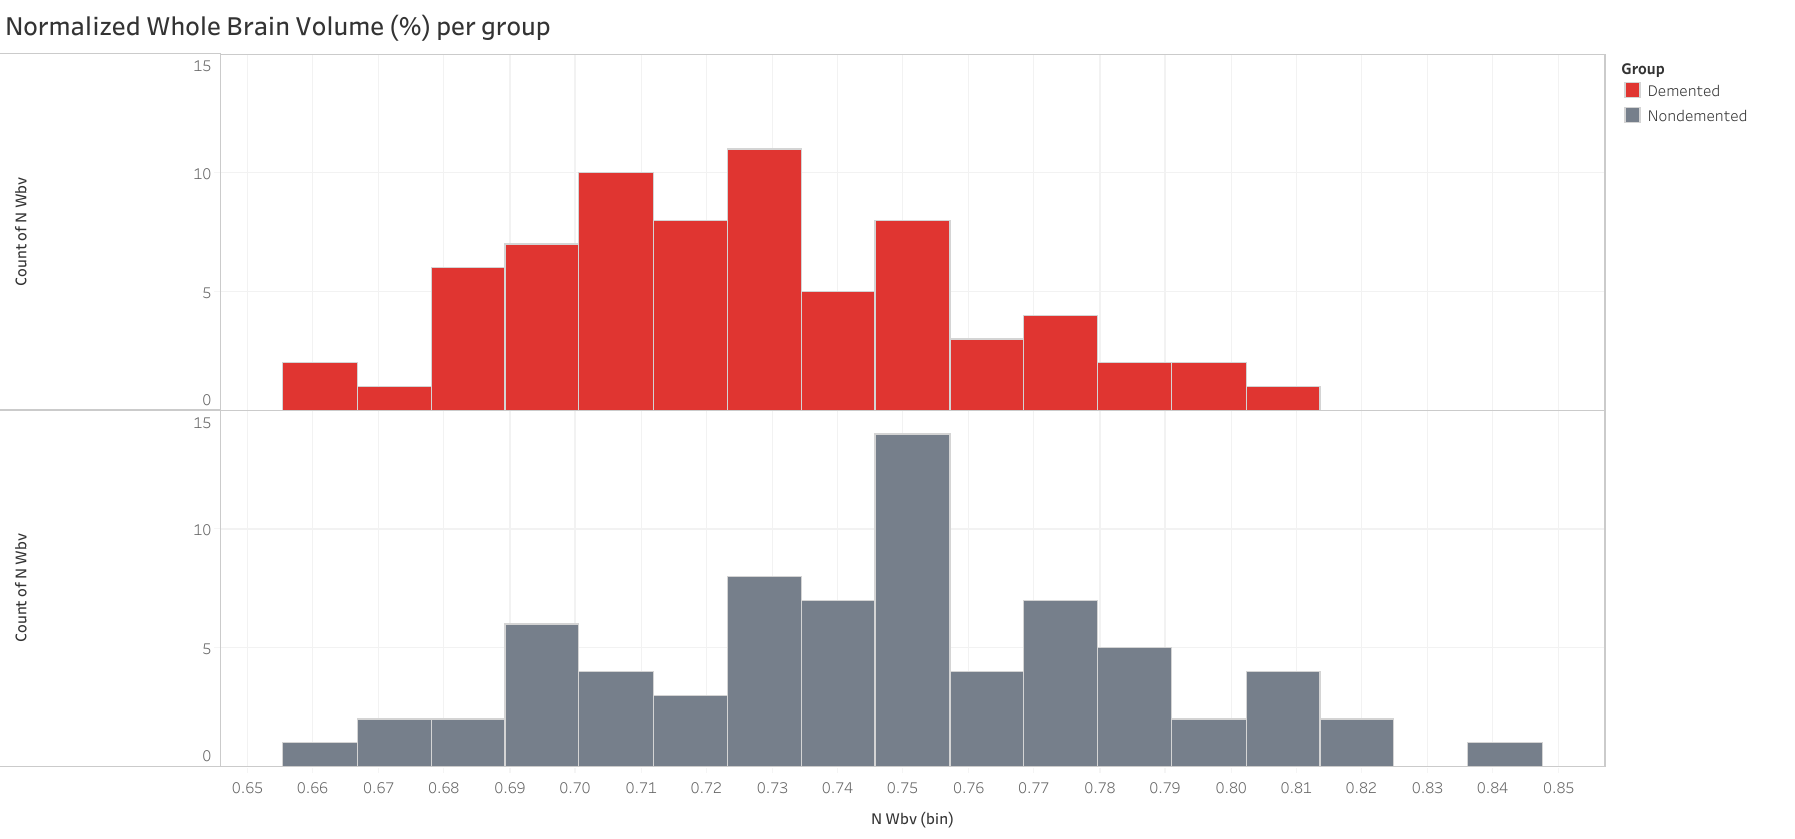 Normalized Whole Brain Volume (%) per group
Group
Demented
Nondemented
Count of N Wbv
15
10
5
0
Count of N Wbv
15
10
5
0
0.65 0.66 0.67 0.68 0.69 0.70 0.71 0.72 0.73 0.74 0.75 0.76 0.77 0.78 0.79 0.80 0.81 0.82 0.83 0.84 0.85
N Wbv (bin)